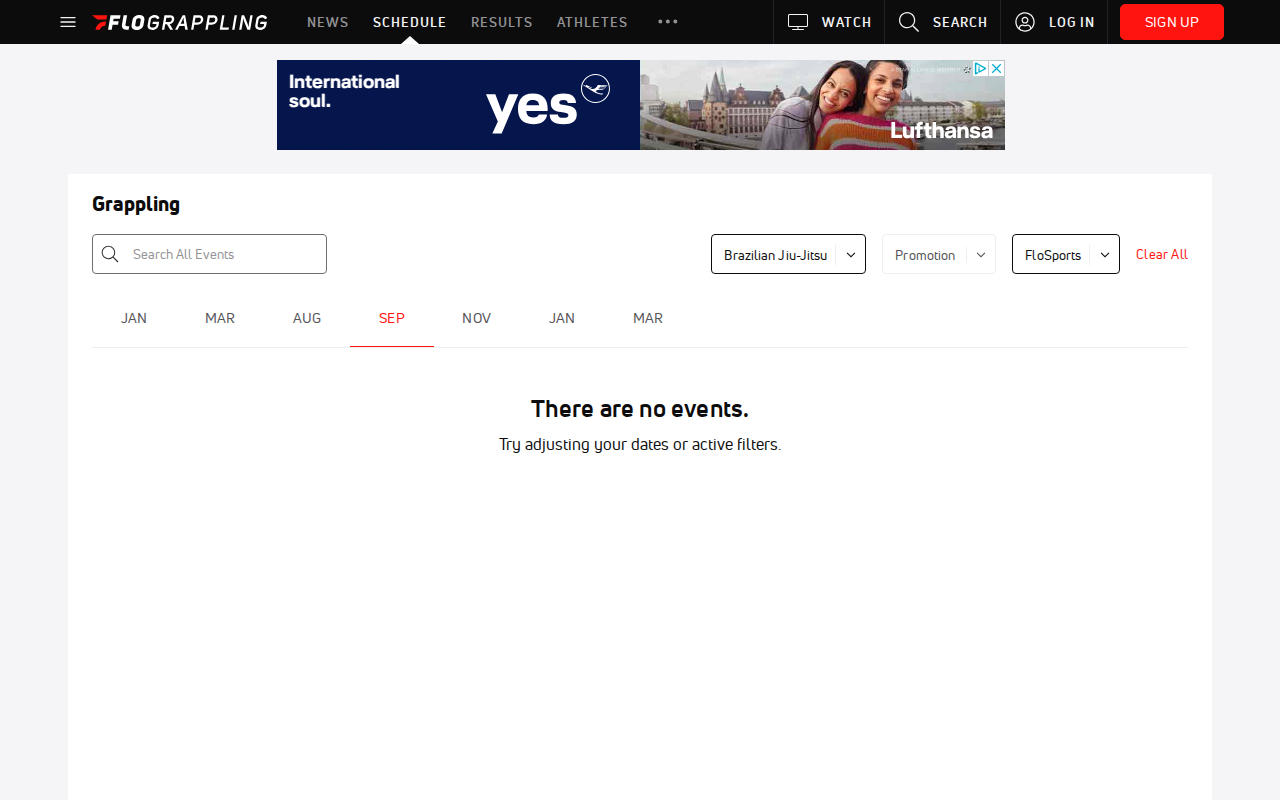 FLOGRAPPLING
NEWS
SCHEDULE
RESULTS
ATHLETES
WATCH
SEARCH
LOG IN
SIGN UP
International
soul.
yes
Lufthansa
Grappling
Search All Events
Brazilian Jiu-Jitsu
Promotion
FloSports
Clear All
JAN
MAR
AUG
SEP
NOV
JAN
MAR
There are no events.
Try adjusting your dates or active filters.